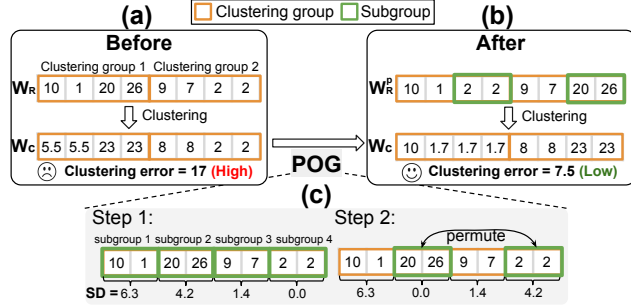 Clustering group Subgroup
(a) (b)
Before After
Clustering group 1 Clustering group 2
W_R 10 1 20 26 9 7 2 2
W_R^p 10 1 2 2 9 7 20 26
Clustering Clustering
W_C 5.5 5.5 23 23 8 8 2 2
W_C 10 1.7 1.7 1.7 8 8 23 23
Clustering error = 17 (High)
Clustering error = 7.5 (Low)
POG
(c)
Step 1: Step 2:
subgroup 1 subgroup 2 subgroup 3 subgroup 4
permute
10 1 20 26 9 7 2 2
10 1 20 26 9 7 2 2
SD = 6.3 4.2 1.4 0.0
6.3 0.0 1.4 4.2